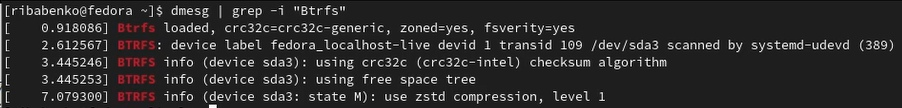 [ribabenko@fedora ~]$ dmesg | grep -i "Btrfs"
[    0.918086] Btrfs loaded, crc32c=crc32c-generic, zoned=yes, fsverity=yes
[    2.612567] BTRFS: device label fedora_localhost-live devid 1 transid 109 /dev/sda3 scanned by systemd-udevd (389)
[    3.445246] BTRFS info (device sda3): using crc32c (crc32c-intel) checksum algorithm
[    3.445253] BTRFS info (device sda3): using free space tree
[    7.079300] BTRFS info (device sda3: state M): use zstd compression, level 1